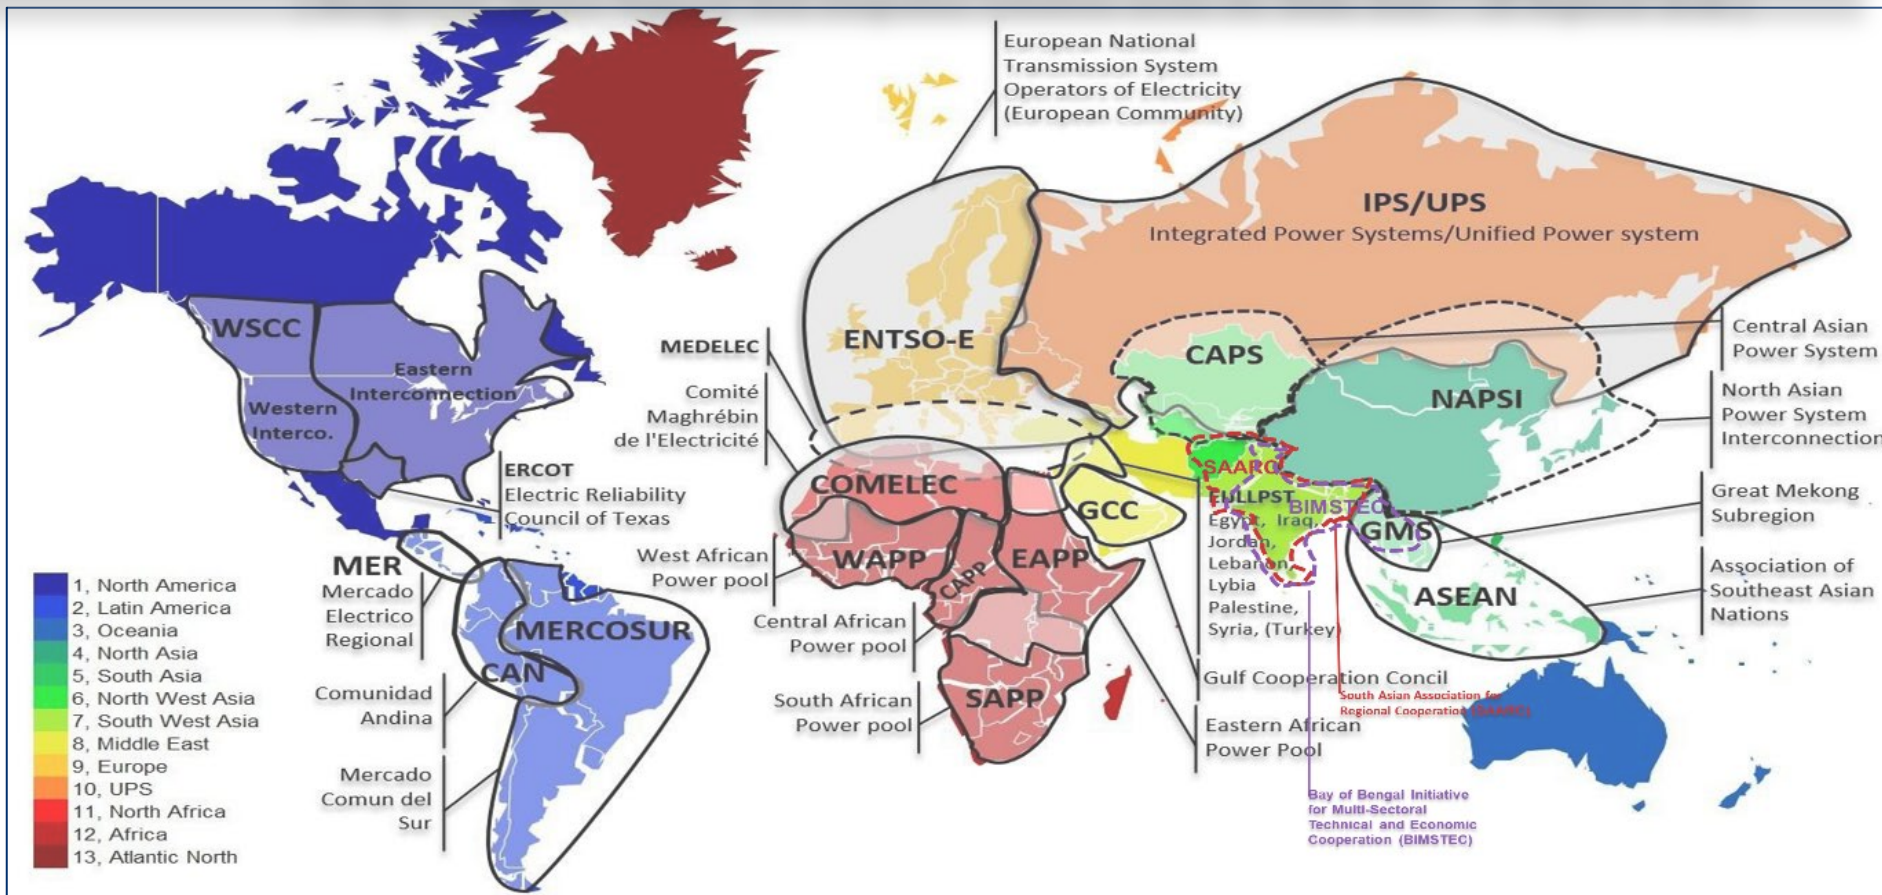 European National
Transmission System
Operators of Electricity
(European Community)
IPS/UPS
Integrated Power Systems/Unified Power system
WSCC
Eastern
Interconnection
Western
Interco.
ERCOT
Electric Reliability
Council of Texas
MEDELEC
Comité
Maghrébin
de l'Electricité
ENTSO-E
CAPS
NAPSI
Central Asian
Power System
North Asian
Power System
Interconnection
Great Mekong
Subregion
Association of
Southeast Asian
Nations
COMELEC
WAPP
CAPP
EAPP
SAPP
GCC
SAARC
EIJLLPST
Egypt, Iraq,
Jordan,
Lebanon,
Lybia
Palestine,
Syria, (Turkey)
BIMSTEC
GMS
ASEAN
MER
Mercado
Electrico
Regional
MERCOSUR
CAN
Comunidad
Andina
Mercado
Comun del
Sur
West African
Power pool
Central African
Power pool
South African
Power pool
Gulf Cooperation Concil
Eastern African
Power Pool
South Asian Association for
Regional Cooperation (SAARC)
Bay of Bengal Initiative
for Multi-Sectoral
Technical and Economic
Cooperation (BIMSTEC)
1, North America
2, Latin America
3, Oceania
4, North Asia
5, South Asia
6, North West Asia
7, South West Asia
8, Middle East
9, Europe
10, UPS
11, North Africa
12, Africa
13, Atlantic North